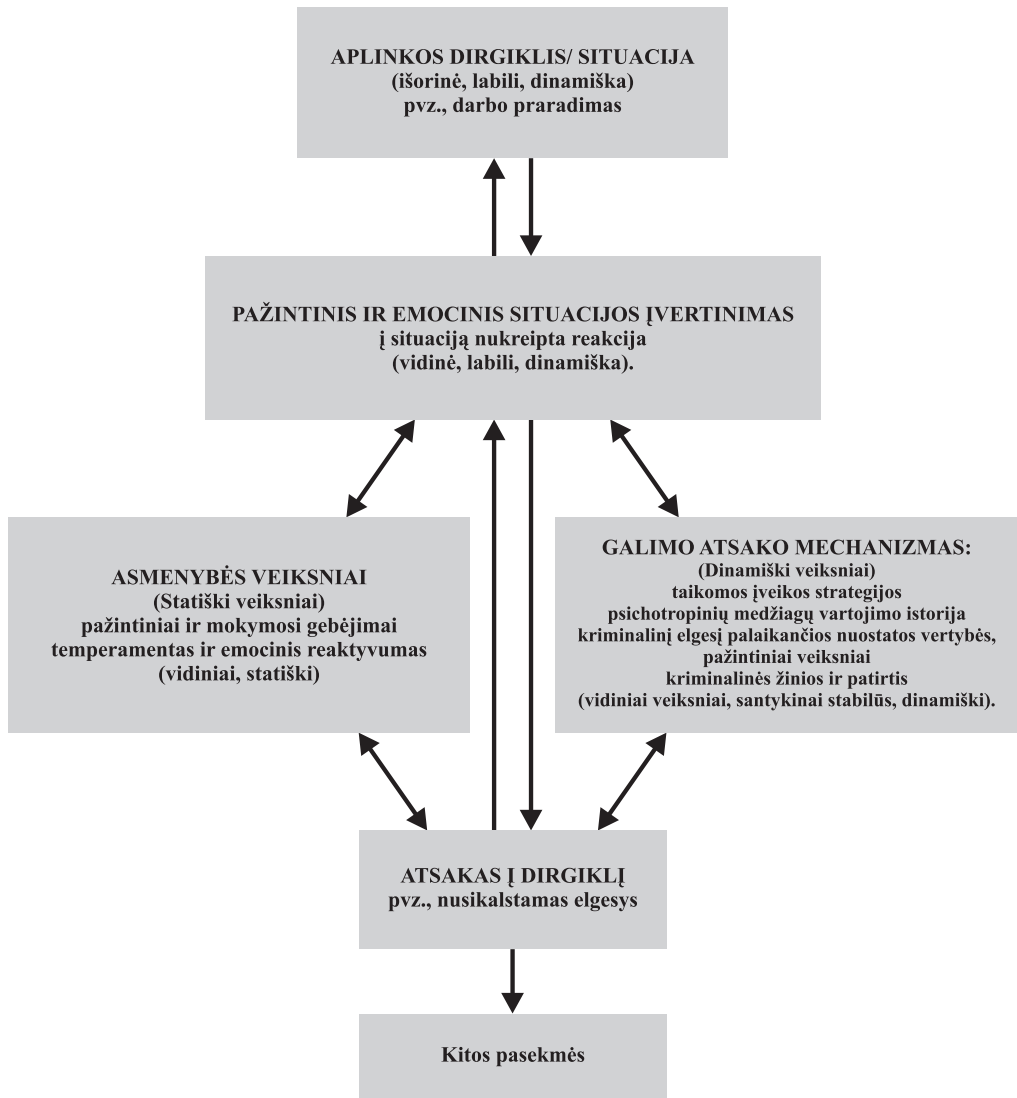 APLINKOS DIRGIKLIS/ SITUACIJA
(išorinė, labili, dinamiška)
pvz., darbo praradimas
PAŽINTINIS IR EMOCINIS SITUACIJOS ĮVERTINIMAS
į situaciją nukreipta reakcija
(vidinė, labili, dinamiška).
ASMENYBĖS VEIKSNIAI
(Statiški veiksniai)
pažintiniai ir mokymosi gebėjimai
temperamentas ir emocinis reaktyvumas
(vidiniai, statiški)
GALIMO ATSAKO MECHANIZMAS:
(Dinamiški veiksniai)
taikomos įveikos strategijos
psichotropinių medžiagų vartojimo istorija
kriminalinį elgesį palaikančios nuostatos vertybės,
pažintiniai veiksniai
kriminalinės žinios ir patirtis
(vidiniai veiksniai, santykinai stabilūs, dinamiški).
ATSAKAS Į DIRGIKLĮ
pvz., nusikalstamas elgesys
Kitos pasekmės